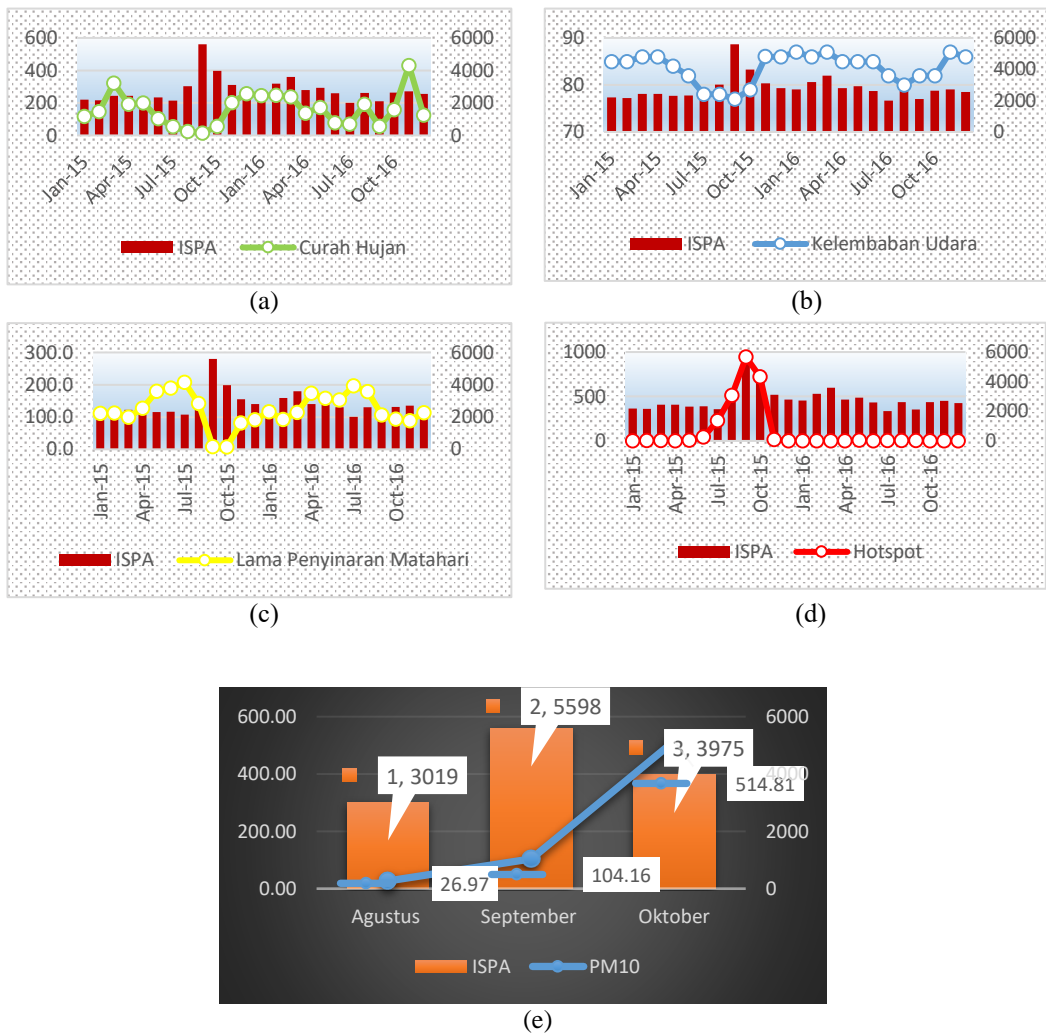 600 6000
400 4000
200 2000
0 0
Jan-15 Apr-15 Jul-15 Oct-15 Jan-16 Apr-16 Jul-16 Oct-16
ISPA Curah Hujan
(a)
90 6000
80 4000
2000
70 0
Jan-15 Apr-15 Jul-15 Oct-15 Jan-16 Apr-16 Jul-16 Oct-16
ISPA Kelembaban Udara
(b)
300.0 6000
200.0 4000
100.0 2000
0.0 0
Jan-15 Apr-15 Jul-15 Oct-15 Jan-16 Apr-16 Jul-16 Oct-16
ISPA Lama Penyinaran Matahari
(c)
1000 6000
500 4000
2000
0 0
Jan-15 Apr-15 Jul-15 Oct-15 Jan-16 Apr-16 Jul-16 Oct-16
ISPA Hotspot
(d)
2, 5598
600.00 6000
3, 3975
1, 3019
400.00 4000
514.81
200.00 2000
26.97 104.16
0.00 0
Agustus September Oktober
ISPA PM10
(e)